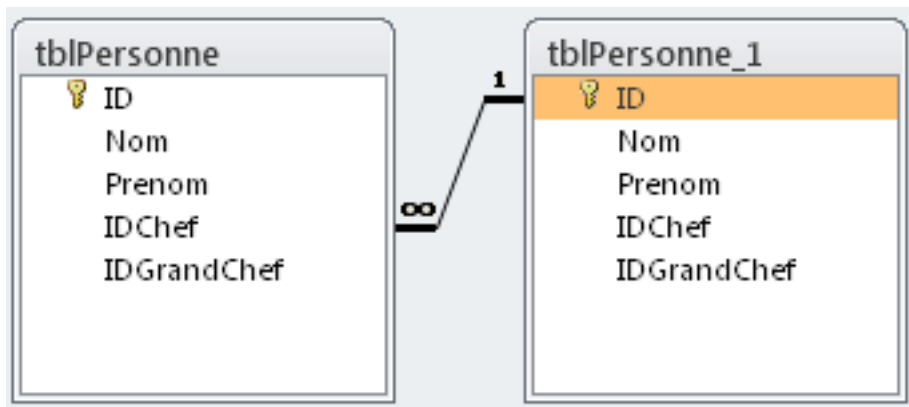 tblPersonne
ID
Nom
Prenom
IDChef
IDGrandChef
∞
1
tblPersonne_1
ID
Nom
Prenom
IDChef
IDGrandChef